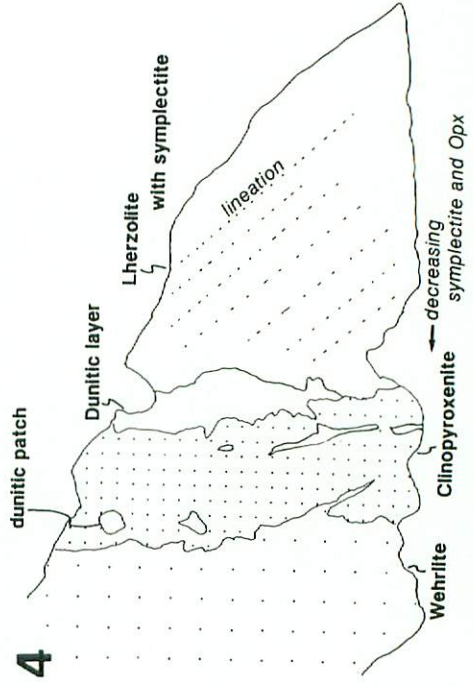 4
dunitic patch
Dunitic layer
Lherzolite
with symplectite
lineation
Wehrlite
Clinopyroxenite
← decreasing
symplectite and Opx